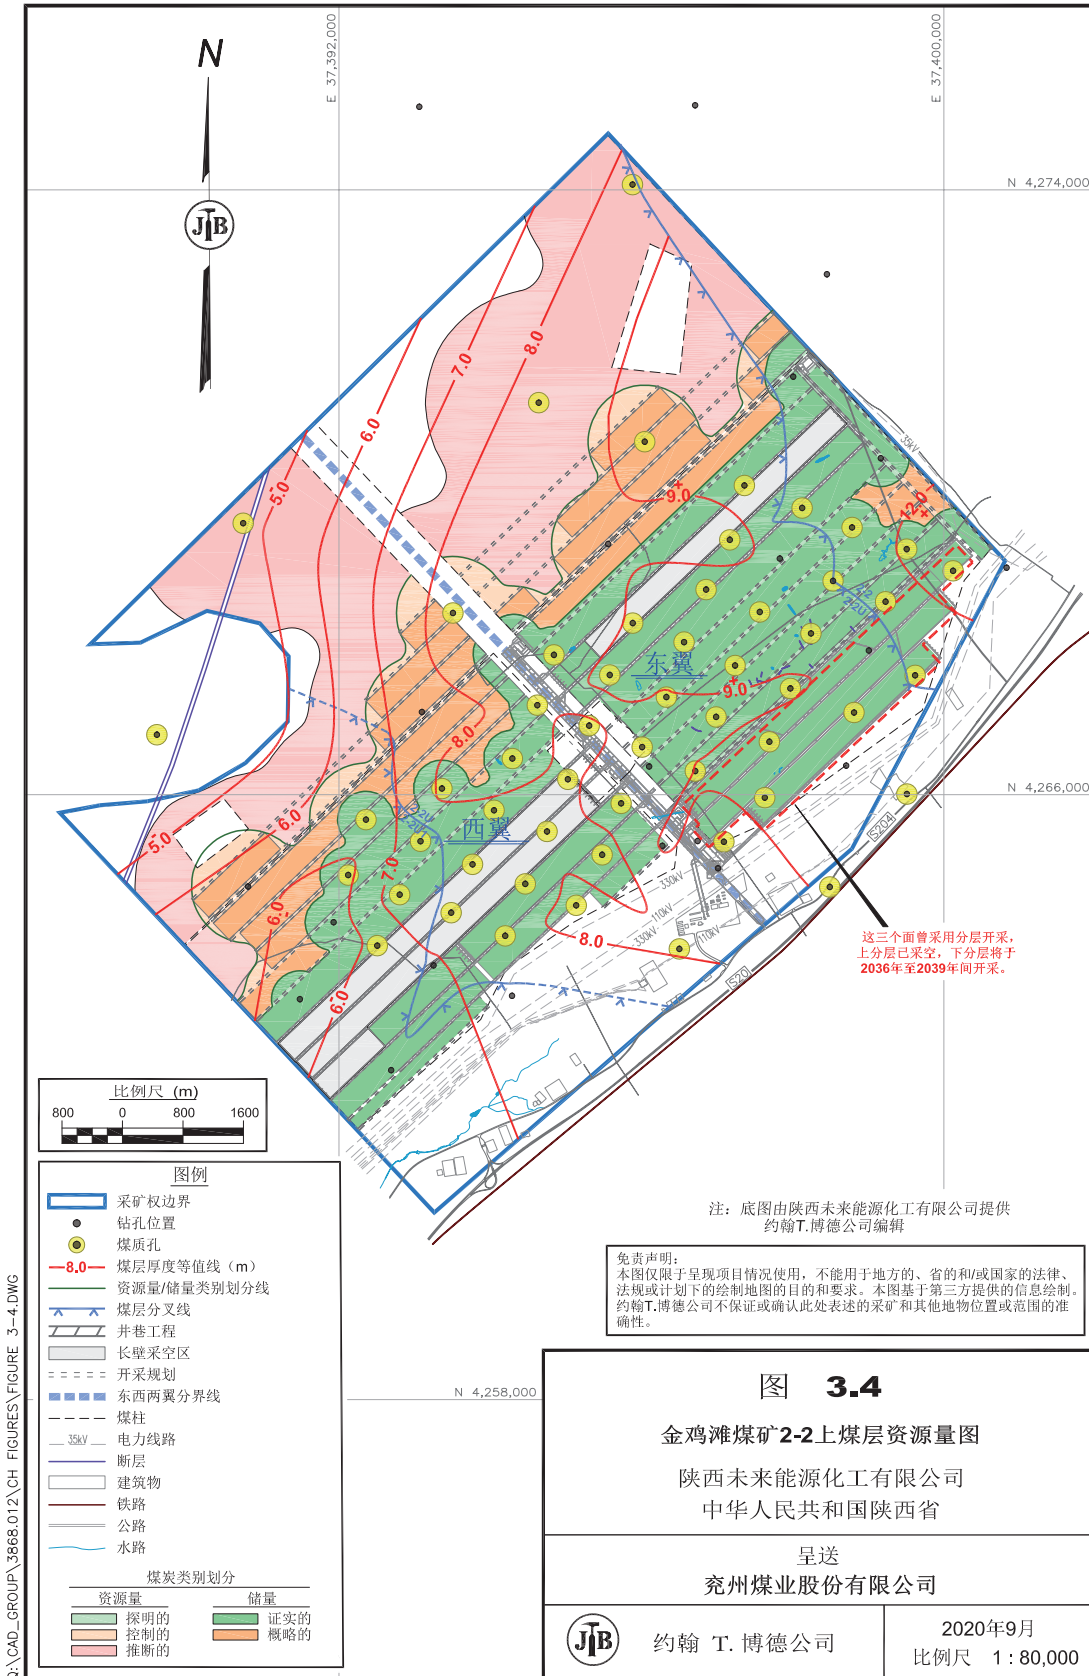 E 37,392,000
E 37,400,000
N
N 4,274,000
JTB
35kV
8.0
7.0
6.0
5.0
9.0
12.0
东翼
9.0
8.0
N 4,266,000
西翼
5.0
6.0
7.0
6.0
6.0
8.0
S204
330kV
110kV
330kV
110kV
S20
这三个面曾采用分层开采，
上分层已采空，下分层将于
2036年至2039年间开采。
比例尺 (m)
800 0 800 1600
图例
采矿权边界
钻孔位置
煤质孔
8.0 煤层厚度等值线（m）
资源量/储量类别划分线
煤层分叉线
井巷工程
长壁采空区
开采规划
东西两翼分界线
煤柱
35kV 电力线路
断层
建筑物
铁路
公路
水路
煤炭类别划分
资源量 储量
探明的 证实的
控制的 概略的
推断的
注：底图由陕西未来能源化工有限公司提供
约翰T.博德公司编辑
免责声明：
本图仅限于呈现项目情况使用，不能用于地方的、省的和/或国家的法律、
法规或计划下的绘制地图的目的和要求。本图基于第三方提供的信息绘制。
约翰T.博德公司不保证或确认此处表述的采矿和其他地物位置或范围的准
确性。
N 4,258,000
图 3.4
金鸡滩煤矿2-2上煤层资源量图
陕西未来能源化工有限公司
中华人民共和国陕西省
呈送
兖州煤业股份有限公司
JTB
约翰 T. 博德公司
2020年9月
比例尺 1 : 80,000
Q:\CAD_GROUP\3868.012\CH FIGURES\FIGURE 3-4.DWG